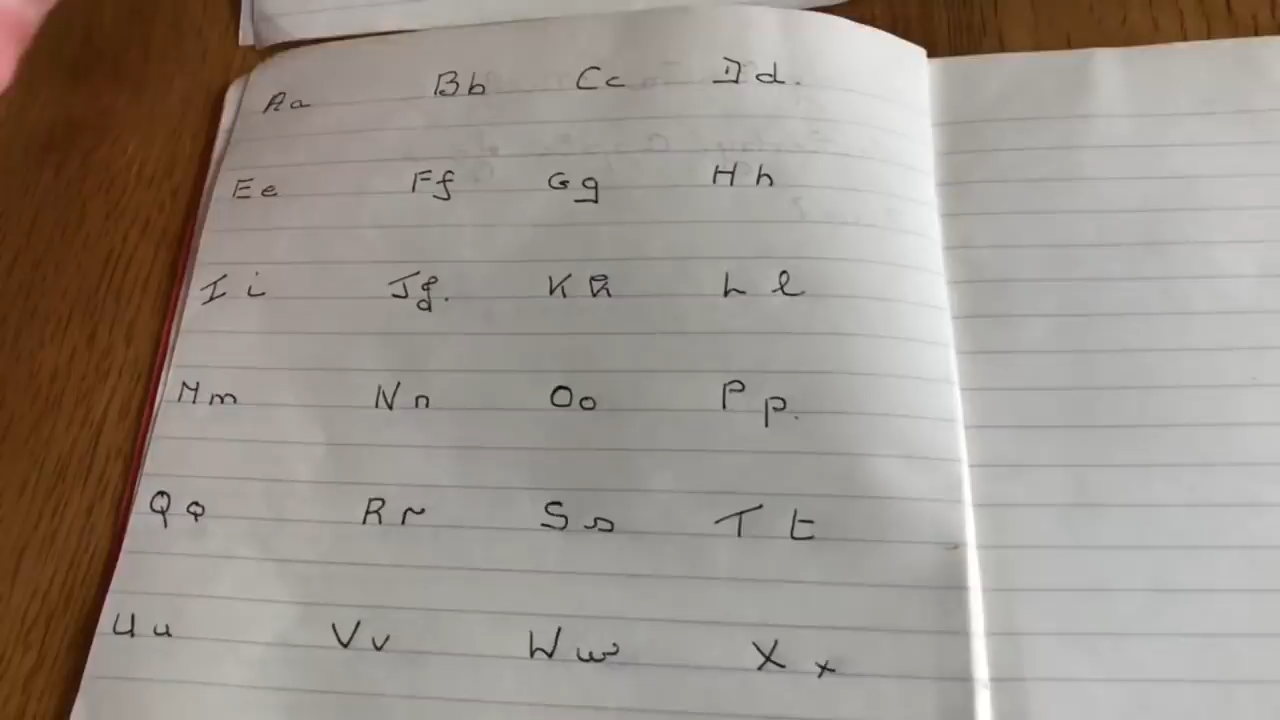 Aa Bb Cc Dd.
Ee Ff Gg Hh
Ii Jj. Kk Ll
Mm Nn Oo Pp.
Qq Rr Ss Tt
Uu Vv Ww Xx